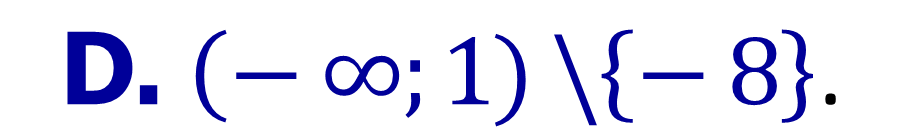 D. (− ∞; 1) \{− 8}.